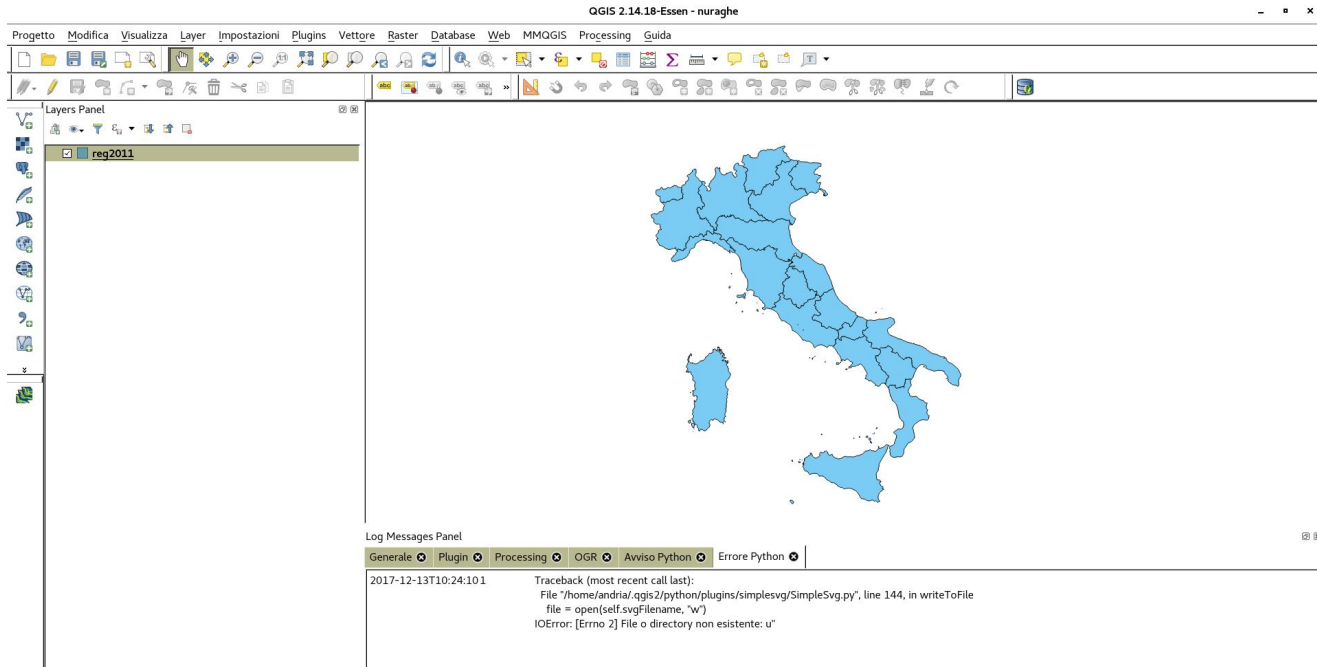 QGIS 2.14.18-Essen - nuraghe
Progetto Modifica Visualizza Layer Impostazioni Plugins Vettore Raster Database Web MMQGIS Processing Guida
Layers Panel
reg2011
Log Messages Panel
Generale Plugin Processing OGR Avviso Python Errore Python
2017-12-13T10:24:10 1 Traceback (most recent call last):
File "/home/andria/.qgis2/python/plugins/simplesvg/SimpleSvg.py", line 144, in writeToFile
file = open(self.svgFilename, "w")
IOError: [Errno 2] File o directory non esistente: u''